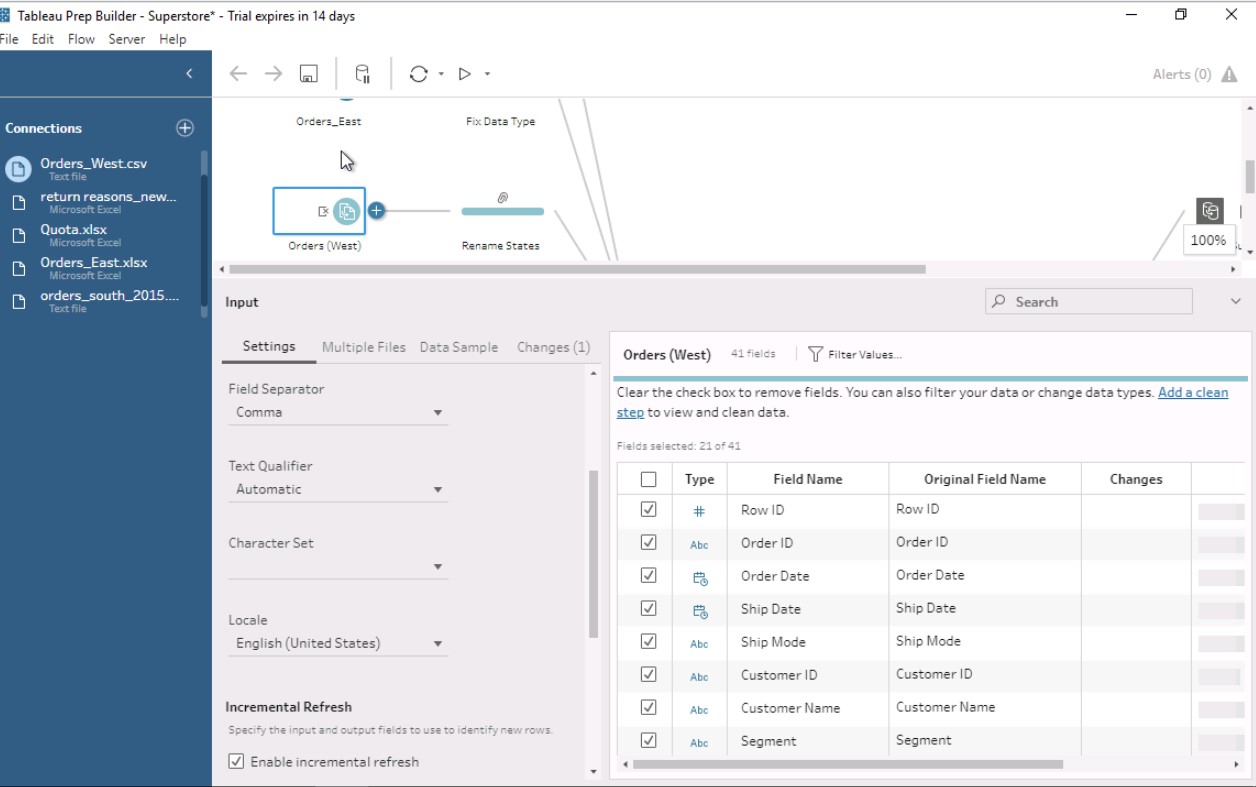 Tableau Prep Builder - Superstore* - Trial expires in 14 days
File Edit Flow Server Help
Alerts (0)
Connections
Orders_West.csv
Text file
return reasons_new...
Microsoft Excel
Quota.xlsx
Microsoft Excel
Orders_East.xlsx
Microsoft Excel
orders_south_2015....
Text file
Orders_East
Fix Data Type
Orders (West)
Rename States
100%
Input
Search
Settings Multiple Files Data Sample Changes (1)
Field Separator
Comma
Text Qualifier
Automatic
Character Set
Locale
English (United States)
Incremental Refresh
Specify the input and output fields to use to identify new rows.
Enable incremental refresh
Orders (West) 41 fields Filter Values...
Clear the check box to remove fields. You can also filter your data or change data types. Add a clean
step to view and clean data.
Fields selected: 21 of 41
Type Field Name Original Field Name Changes
# Row ID Row ID
Abc Order ID Order ID
Order Date Order Date
Ship Date Ship Date
Abc Ship Mode Ship Mode
Abc Customer ID Customer ID
Abc Customer Name Customer Name
Abc Segment Segment